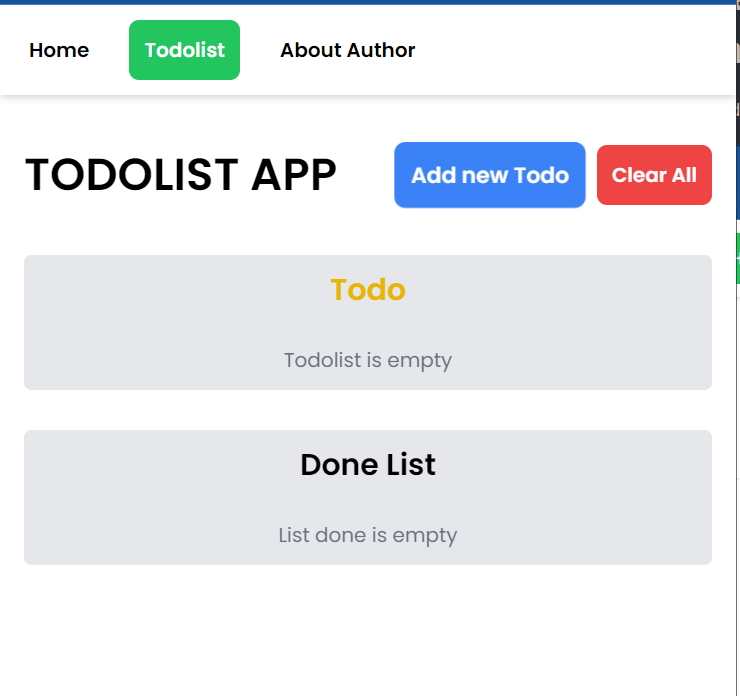 Home Todolist About Author
TODOLIST APP Add new Todo Clear All
Todo
Todolist is empty
Done List
List done is empty